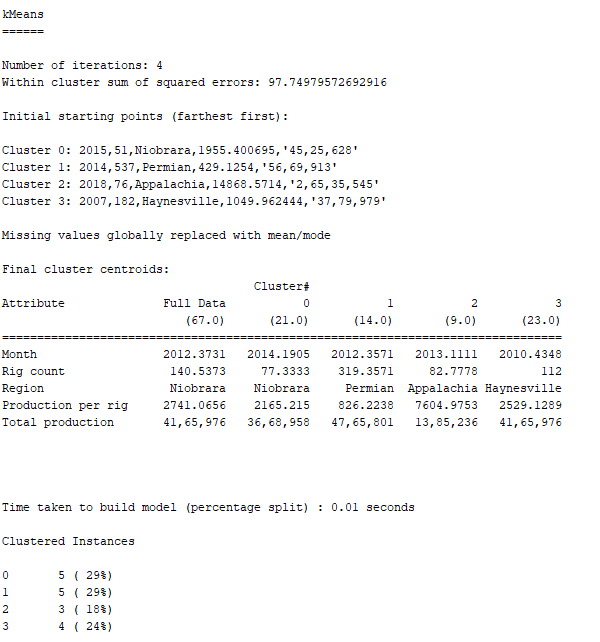 kMeans
======
Number of iterations: 4
Within cluster sum of squared errors: 97.74979572692916
Initial starting points (farthest first):
Cluster 0: 2015,51,Niobrara,1955.400695,'45,25,628'
Cluster 1: 2014,537,Permian,429.1254,'56,69,913'
Cluster 2: 2018,76,Appalachia,14868.5714,'2,65,35,545'
Cluster 3: 2007,182,Haynesville,1049.962444,'37,79,979'
Missing values globally replaced with mean/mode
Final cluster centroids:
Cluster#
Attribute Full Data 0 1 2 3
(67.0) (21.0) (14.0) (9.0) (23.0)
==================================================================================
Month 2012.3731 2014.1905 2012.3571 2013.1111 2010.4348
Rig count 140.5373 77.3333 319.3571 82.7778 112
Region Niobrara Niobrara Permian Appalachia Haynesville
Production per rig 2741.0656 2165.215 826.2238 7604.9753 2529.1289
Total production 41,65,976 36,68,958 47,65,801 13,85,236 41,65,976
Time taken to build model (percentage split) : 0.01 seconds
Clustered Instances
0 5 ( 29%)
1 5 ( 29%)
2 3 ( 18%)
3 4 ( 24%)